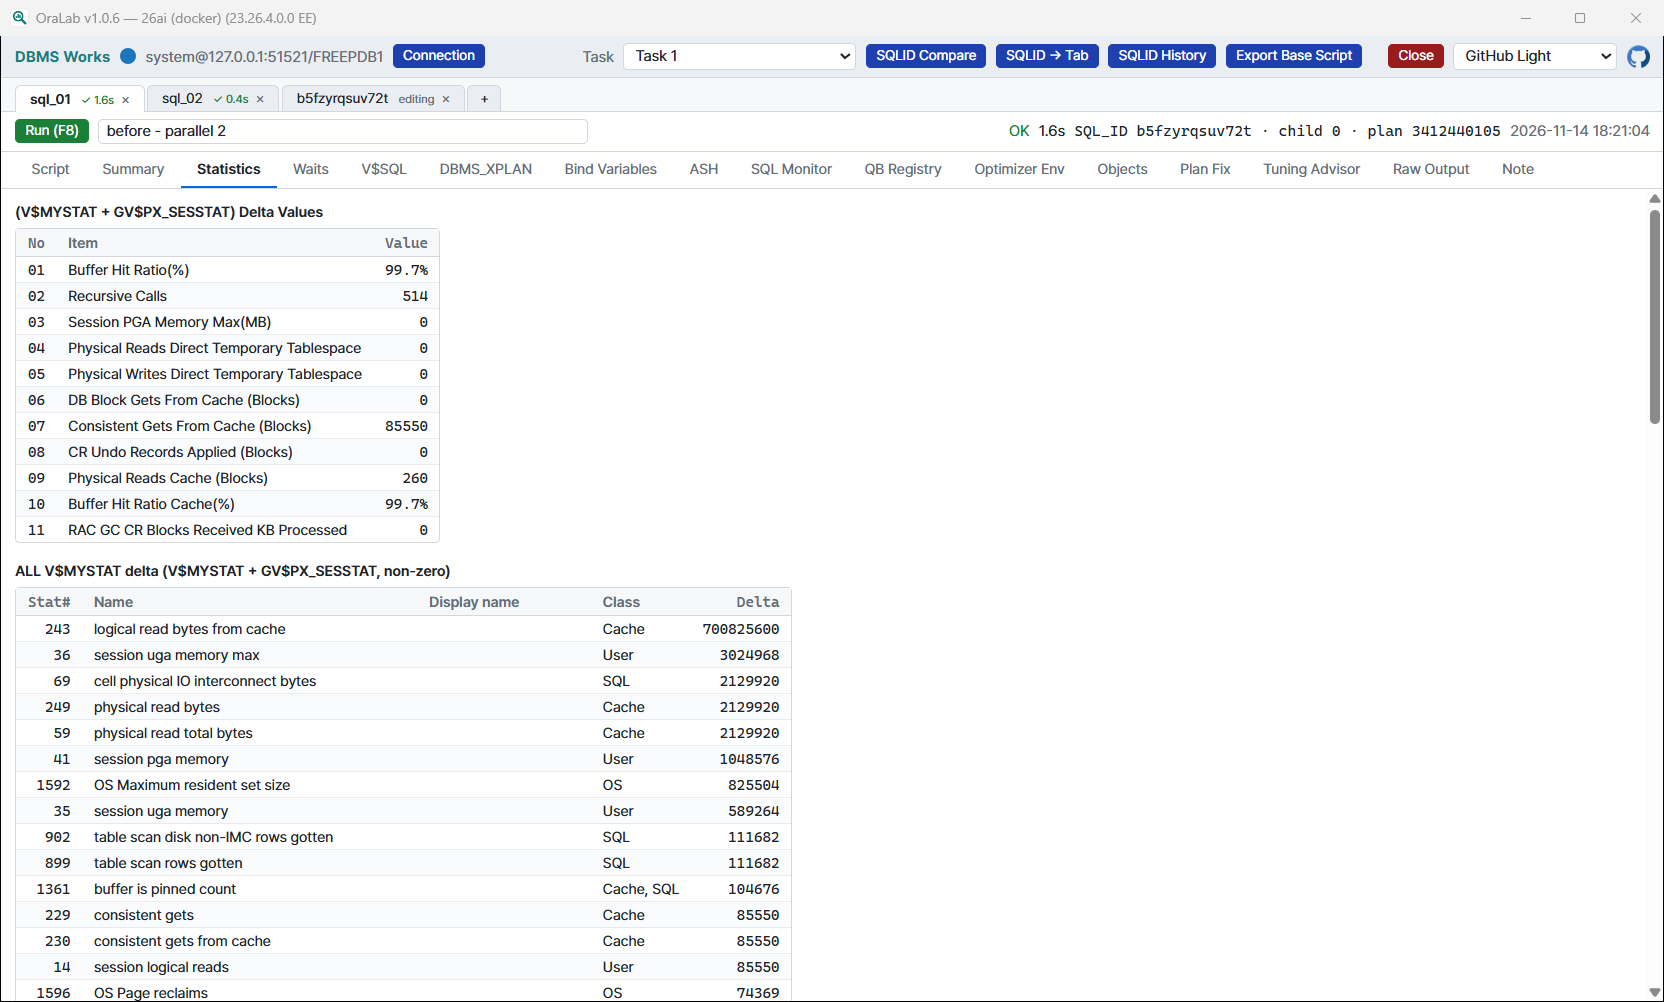 OraLab v1.0.6 — 26ai (docker) (23.26.4.0.0 EE)
DBMS Works system@127.0.0.1:51521/FREEPDB1 Connection Task Task 1 SQLID Compare SQLID → Tab SQLID History Export Base Script Close GitHub Light
sql_01 ✓ 1.6s × sql_02 ✓ 0.4s × b5fzyrqsuv72t editing × +
Run (F8) before - parallel 2 OK 1.6s SQL_ID b5fzyrqsuv72t · child 0 · plan 3412440105 2026-11-14 18:21:04
Script Summary Statistics Waits V$SQL DBMS_XPLAN Bind Variables ASH SQL Monitor QB Registry Optimizer Env Objects Plan Fix Tuning Advisor Raw Output Note
(V$MYSTAT + GV$PX_SESSTAT) Delta Values
No Item Value
01 Buffer Hit Ratio(%) 99.7%
02 Recursive Calls 514
03 Session PGA Memory Max(MB) 0
04 Physical Reads Direct Temporary Tablespace 0
05 Physical Writes Direct Temporary Tablespace 0
06 DB Block Gets From Cache (Blocks) 0
07 Consistent Gets From Cache (Blocks) 85550
08 CR Undo Records Applied (Blocks) 0
09 Physical Reads Cache (Blocks) 260
10 Buffer Hit Ratio Cache(%) 99.7%
11 RAC GC CR Blocks Received KB Processed 0
ALL V$MYSTAT delta (V$MYSTAT + GV$PX_SESSTAT, non-zero)
Stat# Name Display name Class Delta
243 logical read bytes from cache Cache 700825600
36 session uga memory max User 3024968
69 cell physical IO interconnect bytes SQL 2129920
249 physical read bytes Cache 2129920
59 physical read total bytes Cache 2129920
41 session pga memory User 1048576
1592 OS Maximum resident set size OS 825504
35 session uga memory User 589264
902 table scan disk non-IMC rows gotten SQL 111682
899 table scan rows gotten SQL 111682
1361 buffer is pinned count Cache, SQL 104676
229 consistent gets Cache 85550
230 consistent gets from cache Cache 85550
14 session logical reads User 85550
1596 OS Page reclaims OS 74369